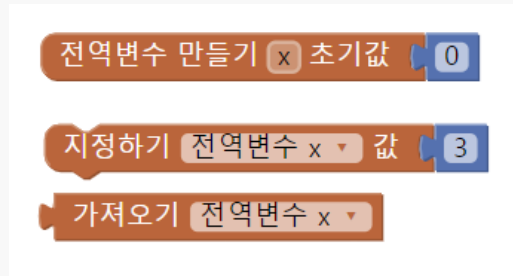 전역변수 만들기 x 초기값 0
지정하기 전역변수 x 값 3
가져오기 전역변수 x